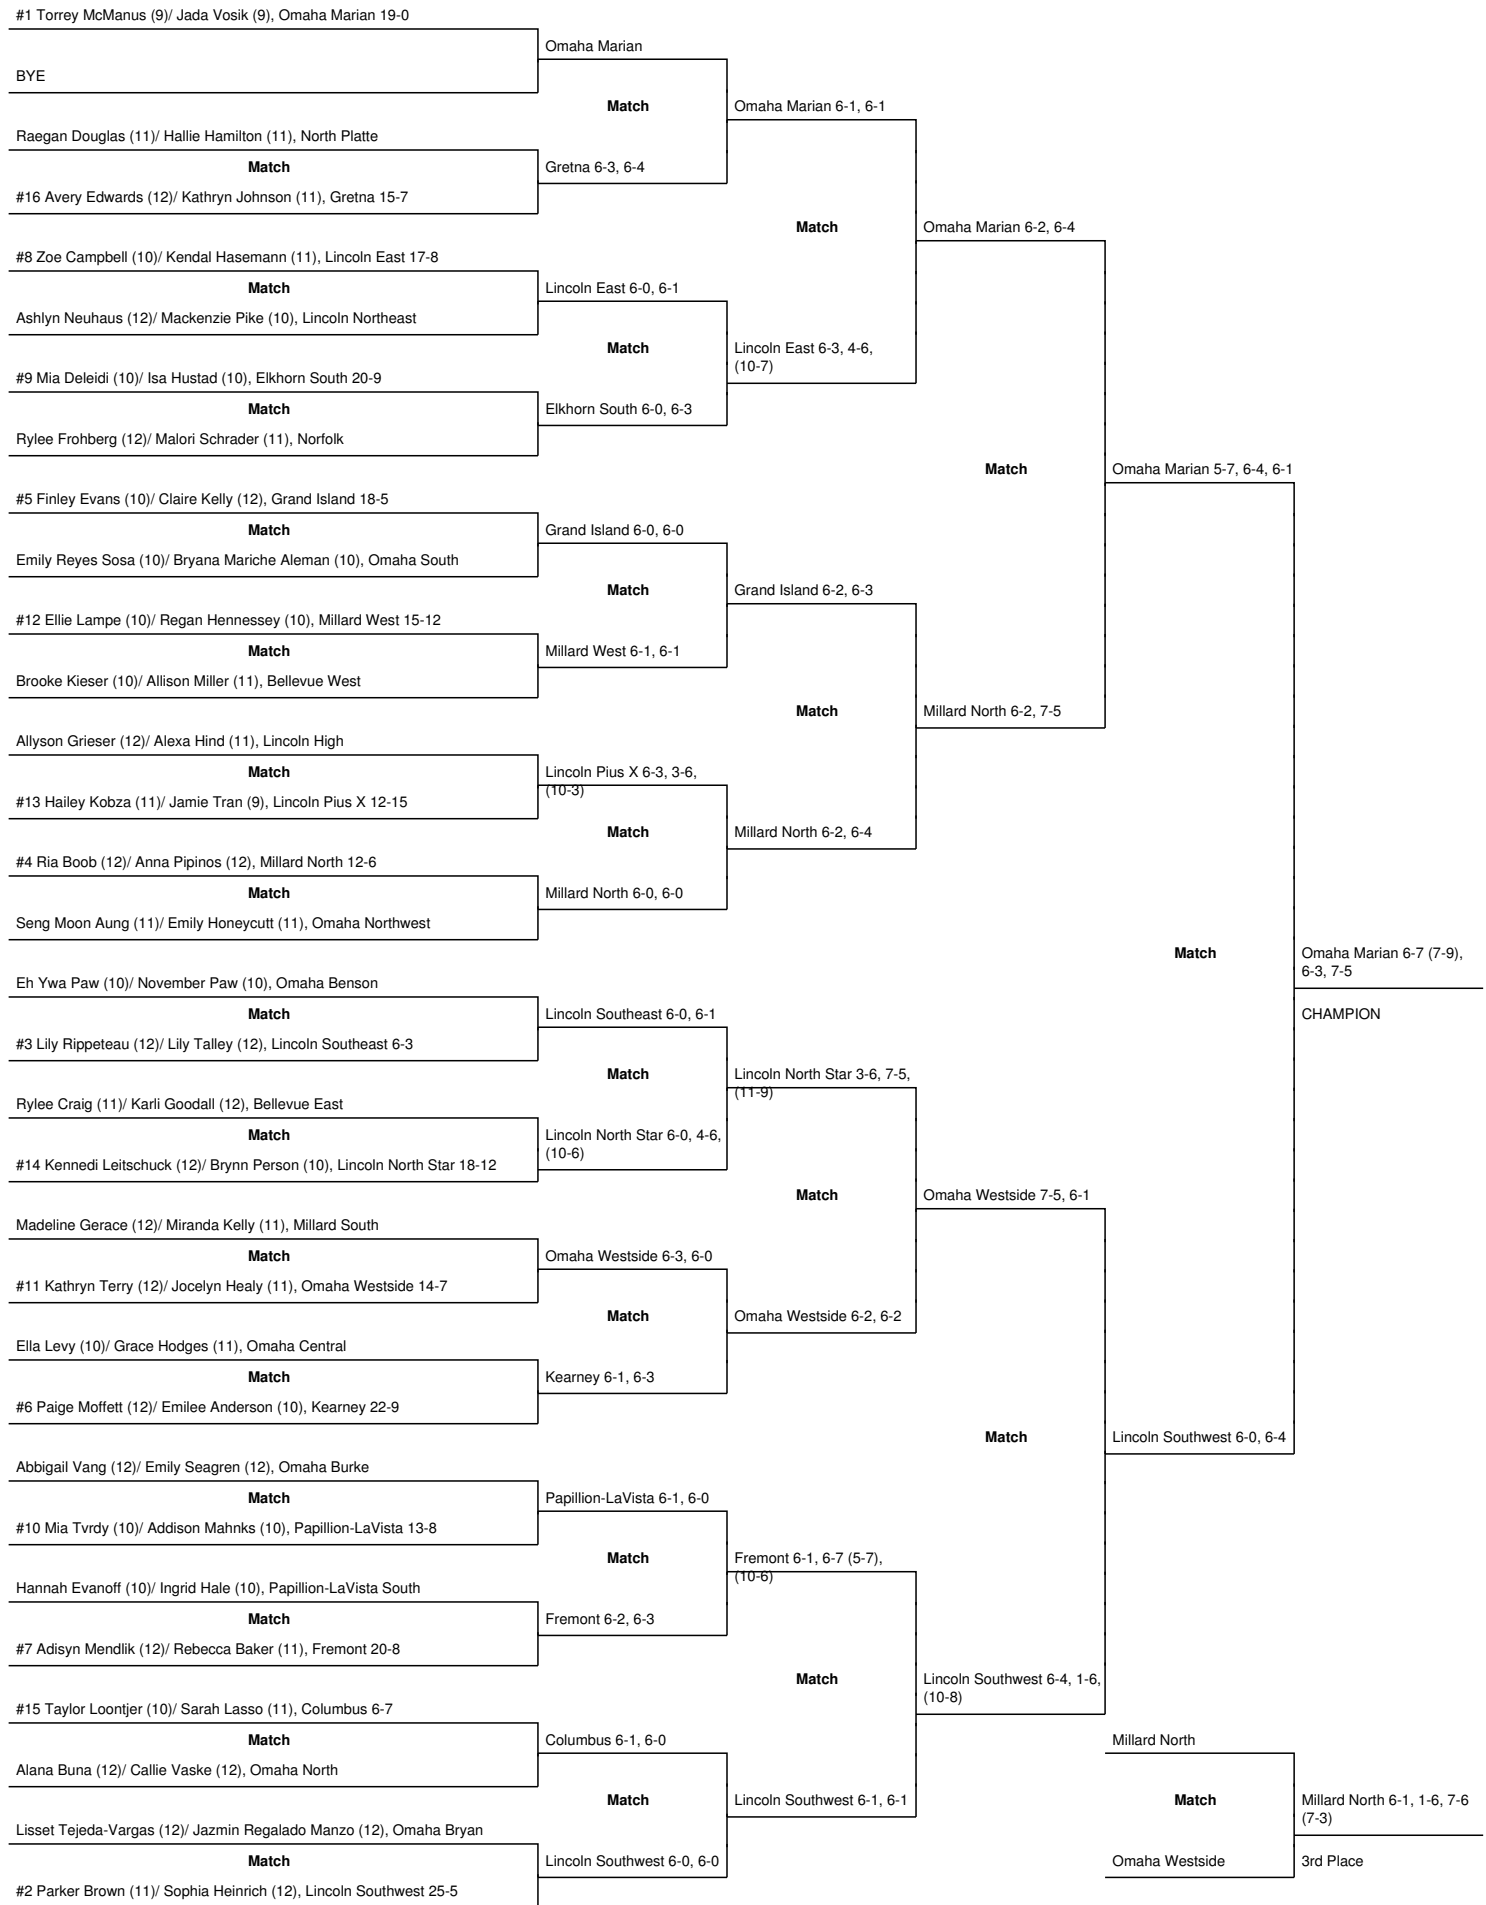 #1 Torrey McManus (9)/ Jada Vosik (9), Omaha Marian 19-0
Omaha Marian
BYE
Match
Omaha Marian 6-1, 6-1
Raegan Douglas (11)/ Hallie Hamilton (11), North Platte
Match
Gretna 6-3, 6-4
#16 Avery Edwards (12)/ Kathryn Johnson (11), Gretna 15-7
Match
Omaha Marian 6-2, 6-4
#8 Zoe Campbell (10)/ Kendal Hasemann (11), Lincoln East 17-8
Match
Lincoln East 6-0, 6-1
Ashlyn Neuhaus (12)/ Mackenzie Pike (10), Lincoln Northeast
Match
Lincoln East 6-3, 4-6,
(10-7)
#9 Mia Deleidi (10)/ Isa Hustad (10), Elkhorn South 20-9
Match
Elkhorn South 6-0, 6-3
Rylee Frohberg (12)/ Malori Schrader (11), Norfolk
Match
Omaha Marian 5-7, 6-4, 6-1
#5 Finley Evans (10)/ Claire Kelly (12), Grand Island 18-5
Match
Grand Island 6-0, 6-0
Emily Reyes Sosa (10)/ Bryana Mariche Aleman (10), Omaha South
Match
Grand Island 6-2, 6-3
#12 Ellie Lampe (10)/ Regan Hennessey (10), Millard West 15-12
Match
Millard West 6-1, 6-1
Brooke Kieser (10)/ Allison Miller (11), Bellevue West
Match
Millard North 6-2, 7-5
Allyson Grieser (12)/ Alexa Hind (11), Lincoln High
Match
Lincoln Pius X 6-3, 3-6,
(10-3)
#13 Hailey Kobza (11)/ Jamie Tran (9), Lincoln Pius X 12-15
Match
Millard North 6-2, 6-4
#4 Ria Boob (12)/ Anna Pipinos (12), Millard North 12-6
Match
Millard North 6-0, 6-0
Seng Moon Aung (11)/ Emily Honeycutt (11), Omaha Northwest
Match
Omaha Marian 6-7 (7-9),
6-3, 7-5
Eh Ywa Paw (10)/ November Paw (10), Omaha Benson
Match
Lincoln Southeast 6-0, 6-1
CHAMPION
#3 Lily Rippeteau (12)/ Lily Talley (12), Lincoln Southeast 6-3
Match
Lincoln North Star 3-6, 7-5,
(11-9)
Rylee Craig (11)/ Karli Goodall (12), Bellevue East
Match
Lincoln North Star 6-0, 4-6,
(10-6)
#14 Kennedi Leitschuck (12)/ Brynn Person (10), Lincoln North Star 18-12
Match
Omaha Westside 7-5, 6-1
Madeline Gerace (12)/ Miranda Kelly (11), Millard South
Match
Omaha Westside 6-3, 6-0
#11 Kathryn Terry (12)/ Jocelyn Healy (11), Omaha Westside 14-7
Match
Omaha Westside 6-2, 6-2
Ella Levy (10)/ Grace Hodges (11), Omaha Central
Match
Kearney 6-1, 6-3
#6 Paige Moffett (12)/ Emilee Anderson (10), Kearney 22-9
Match
Lincoln Southwest 6-0, 6-4
Abbigail Vang (12)/ Emily Seagren (12), Omaha Burke
Match
Papillion-LaVista 6-1, 6-0
#10 Mia Tvrdy (10)/ Addison Mahnks (10), Papillion-LaVista 13-8
Match
Fremont 6-1, 6-7 (5-7),
(10-6)
Hannah Evanoff (10)/ Ingrid Hale (10), Papillion-LaVista South
Match
Fremont 6-2, 6-3
#7 Adisyn Mendlik (12)/ Rebecca Baker (11), Fremont 20-8
Match
Lincoln Southwest 6-4, 1-6,
(10-8)
#15 Taylor Loontjer (10)/ Sarah Lasso (11), Columbus 6-7
Match
Columbus 6-1, 6-0
Millard North
Alana Buna (12)/ Callie Vaske (12), Omaha North
Match
Lincoln Southwest 6-1, 6-1
Match
Millard North 6-1, 1-6, 7-6
(7-3)
Lisset Tejeda-Vargas (12)/ Jazmin Regalado Manzo (12), Omaha Bryan
Match
Lincoln Southwest 6-0, 6-0
Omaha Westside
3rd Place
#2 Parker Brown (11)/ Sophia Heinrich (12), Lincoln Southwest 25-5